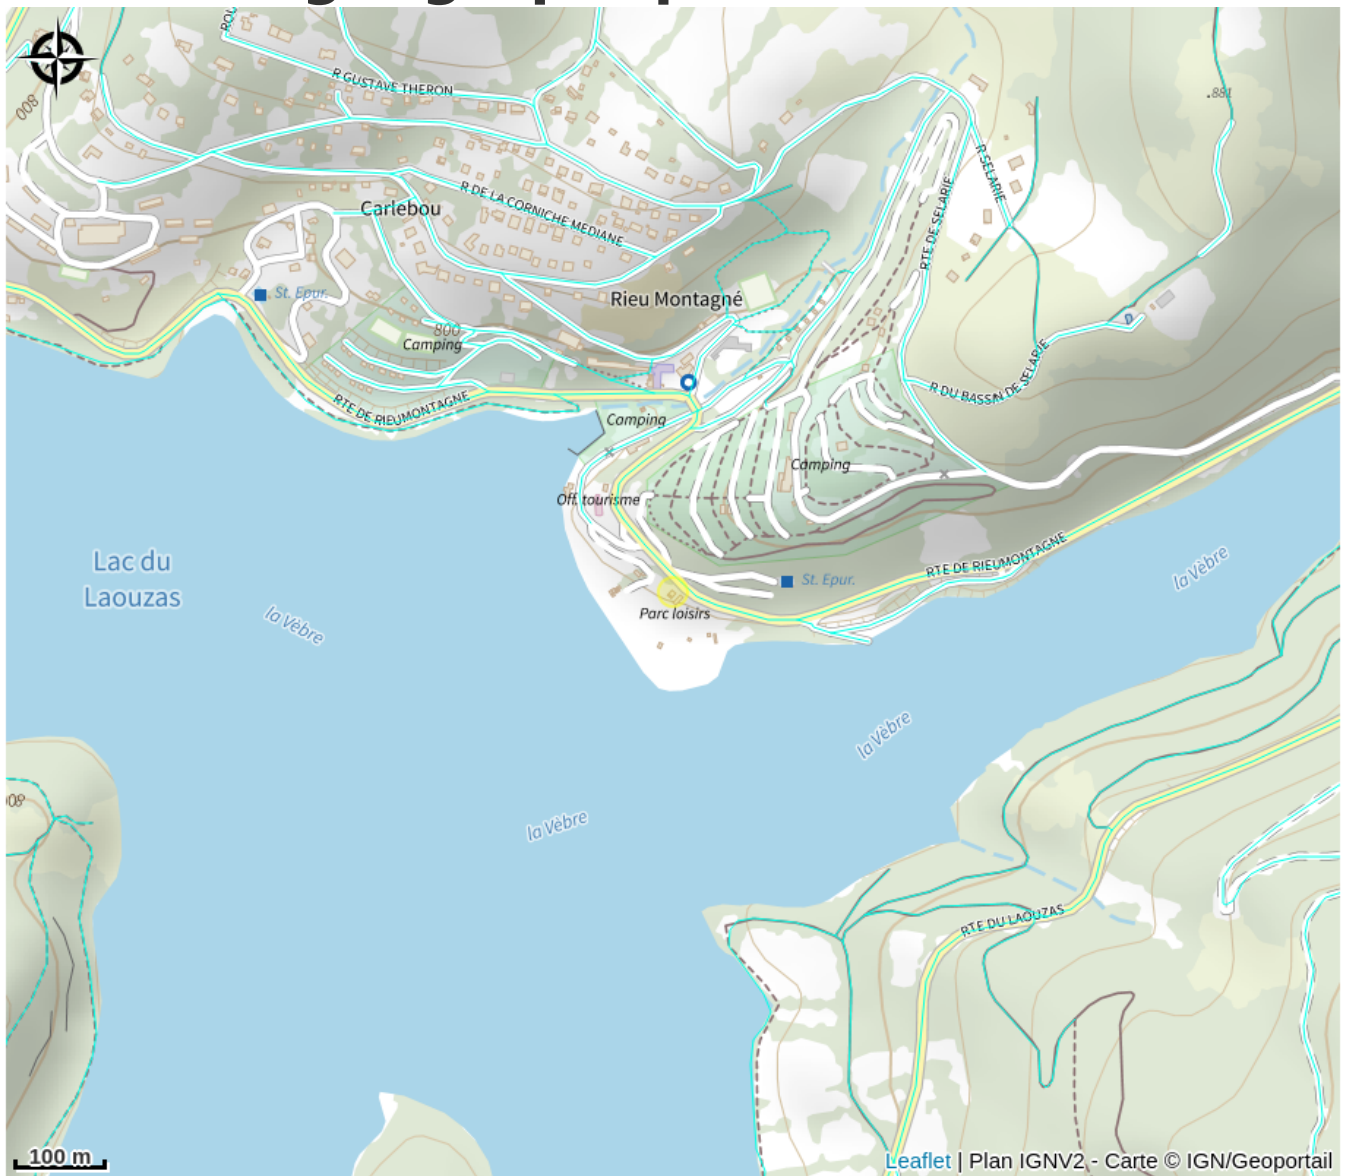 R GUSTAVE THERON
.881
800
R SELARIE
R DE LA CORNICHE MEDIANE
Carlebou
RTE DE SELARIE
St. Epur.
Rieu Montagné
800
Camping
R DU BASSIN DE SELARIE
RTE DE RIEUMONTAGNE
Camping
Camping
Off. tourisme
RTE DE RIEUMONTAGNE
Lac du
Laouzas
la Vèbre
St. Epur.
la Vèbre
Parc loisirs
la Vèbre
la Vèbre
RTE DU LAOUZAS
100 m
Leaflet | Plan IGNV2 - Carte © IGN/Geoportail